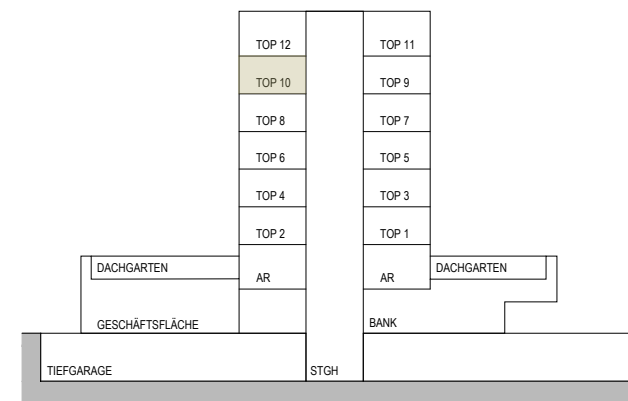 TOP 12 TOP 11
TOP 10 TOP 9
TOP 8 TOP 7
TOP 6 TOP 5
TOP 4 TOP 3
TOP 2 TOP 1
DACHGARTEN AR AR DACHGARTEN
GESCHÄFTSFLÄCHE BANK
TIEFGARAGE STGH